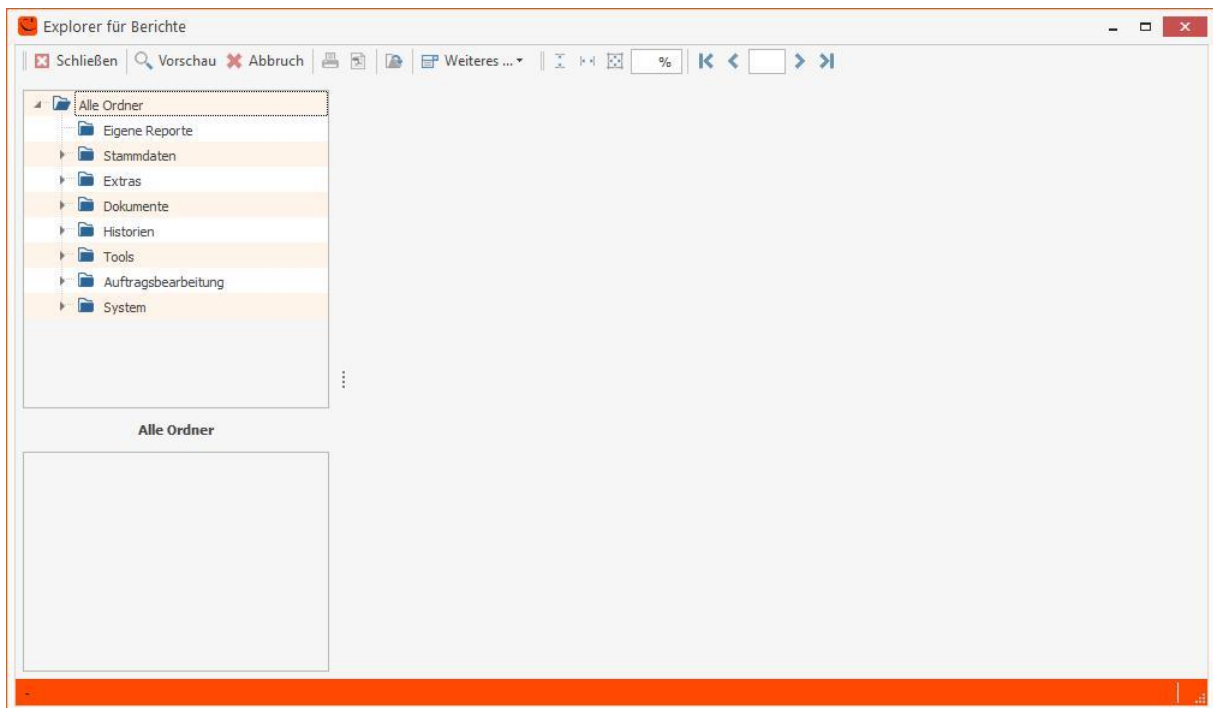 Explorer für Berichte
Schließen Vorschau Abbruch Weiteres ... %
Alle Ordner
Eigene Reporte
Stammdaten
Extras
Dokumente
Historien
Tools
Auftragsbearbeitung
System
Alle Ordner
-